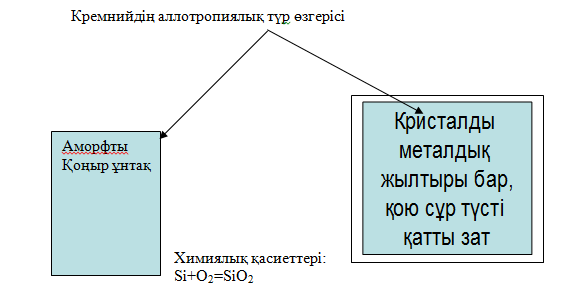 Кремнийдің аллотропиялық түр өзгерісі
Аморфты
Қоңыр ұнтақ
Кристалды
металдық
жылтыры бар,
қою сұр түсті
қатты зат
Химиялық қасиеттері:
Si+O₂=SiO₂